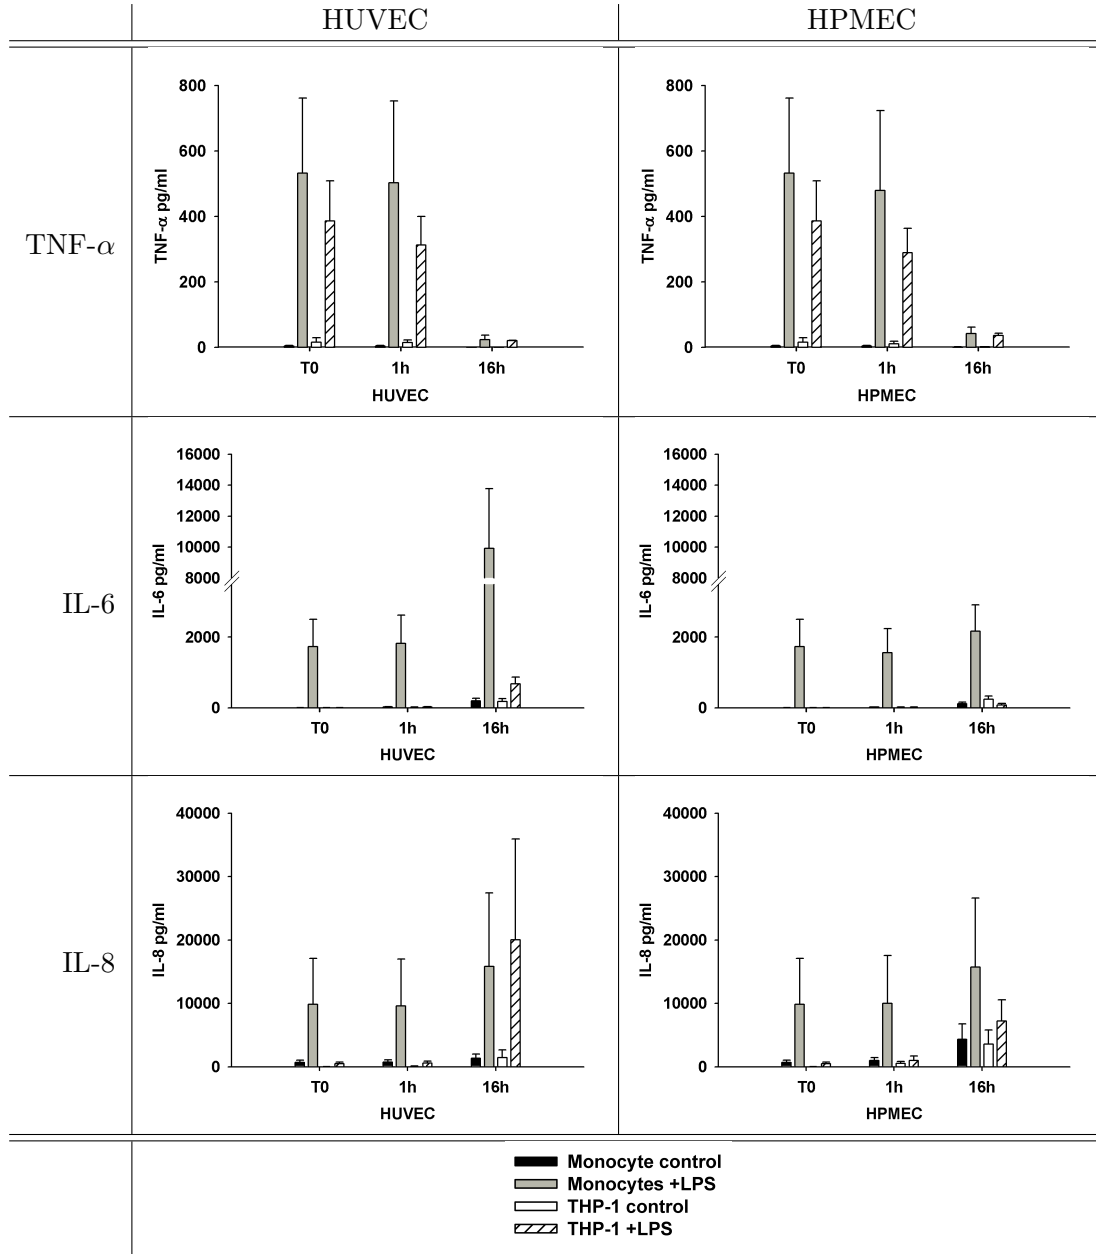 HUVEC HPMEC
TNF-α
800
600
400
200
0
TNF-α pg/ml
T0 1h 16h
HUVEC
800
600
400
200
0
TNF-α pg/ml
T0 1h 16h
HPMEC
IL-6
16000
14000
12000
10000
8000
2000
0
IL-6 pg/ml
T0 1h 16h
HUVEC
16000
14000
12000
10000
8000
2000
0
IL-6 pg/ml
T0 1h 16h
HPMEC
IL-8
40000
30000
20000
10000
0
IL-8 pg/ml
T0 1h 16h
HUVEC
40000
30000
20000
10000
0
IL-8 pg/ml
T0 1h 16h
HPMEC
Monocyte control
Monocytes +LPS
THP-1 control
THP-1 +LPS